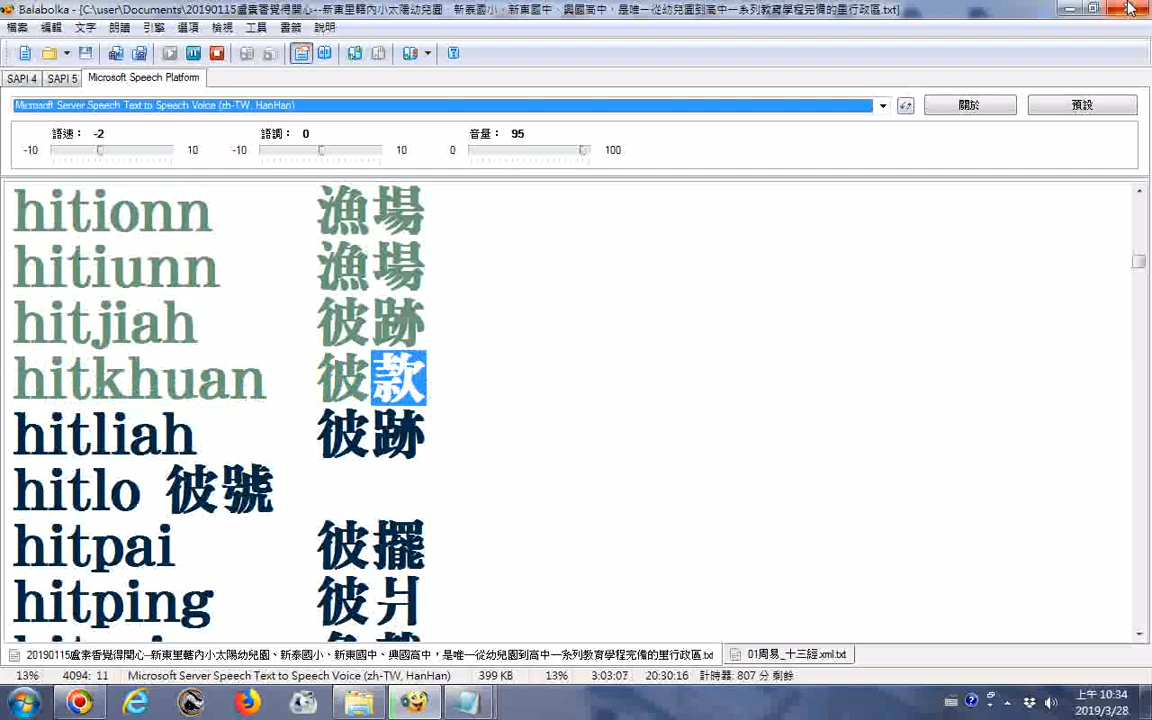 Balabolka - [C:\user\Documents\20190115盧素香覺得開心--新東里轄內小太陽幼兒園、新泰國小、新東國中、興國高中，是唯一從幼兒園到高中一系列教育學程完備的里行政區.txt]
檔案 編輯 文字 朗讀 引擎 選項 檢視 工具 書籤 說明
SAPI 4 SAPI 5 Microsoft Speech Platform
Microsoft Server Speech Text to Speech Voice (zh-TW, HanHan) 關於 預設
語速： -2 語調： 0 音量： 95
-10 10 -10 10 0 100
hitionn 漁場
hitiunn 漁場
hitjiah 彼跡
hitkhuan 彼款
hitliah 彼跡
hitlo 彼號
hitpai 彼擺
hitping 彼爿
20190115盧素香覺得開心--新東里轄內小太陽幼兒園、新泰國小、新東國中、興國高中，是唯一從幼兒園到高中一系列教育學程完備的里行政區.txt 01周易_十三經.xml.txt
13% 4094: 11 Microsoft Server Speech Text to Speech Voice (zh-TW, HanHan) 399 KB 13% 3:03:07 20:30:16 計時器: 807 分 剩餘
上午 10:34
2019/3/28